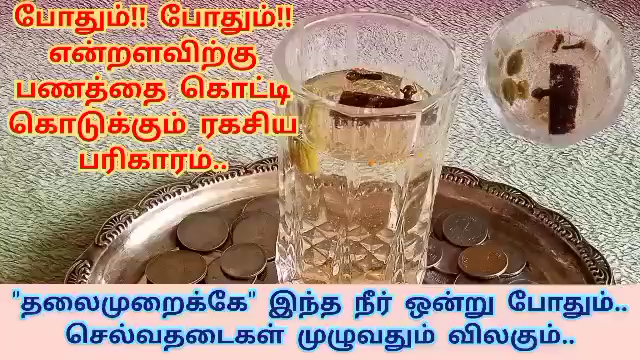 போதும்!! போதும்!!
என்றளவிற்கு
பணத்தை கொட்டி
கொடுக்கும் ரகசிய
பரிகாரம்..
"தலைமுறைக்கே" இந்த நீர் ஒன்று போதும்..
செல்வதடைகள் முழுவதும் விலகும்..